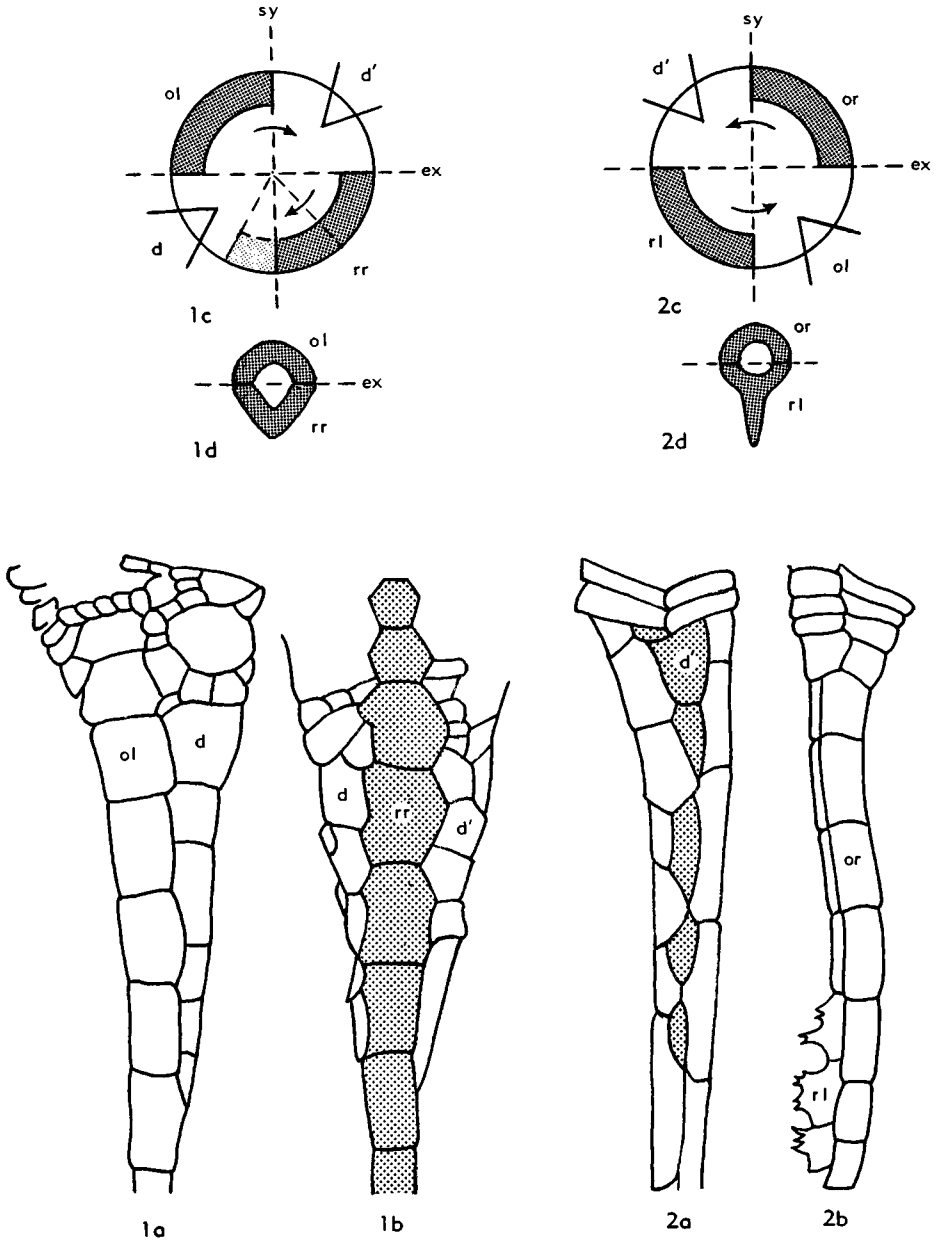 sy
sy
d′
d′
ol
or
ex
ex
d
rl
rr
ol
1c
2c
ol
or
ex
rr
rl
1d
2d
d′
ol
d
d
rr
d′
or
rl
1a
1b
2a
2b